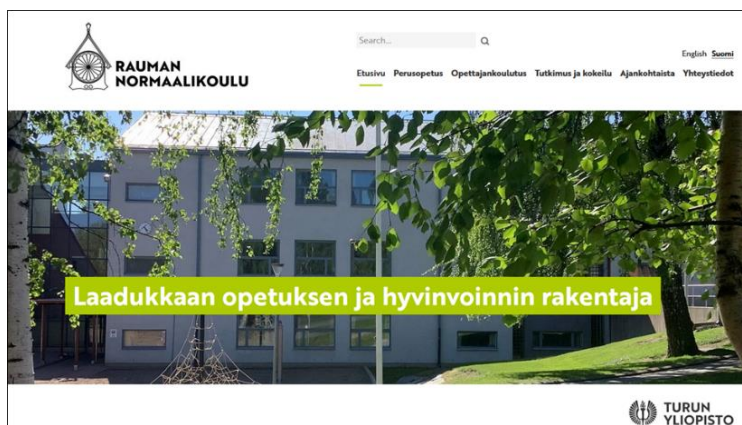 Search...
English Suomi
RAUMAN
NORMAALIKOULU
Etusivu Perusopetus Opettajankoulutus Tutkimus ja kokeilu Ajankohtaista Yhteystiedot
Laadukkaan opetuksen ja hyvinvoinnin rakentaja
TURUN
YLIOPISTO